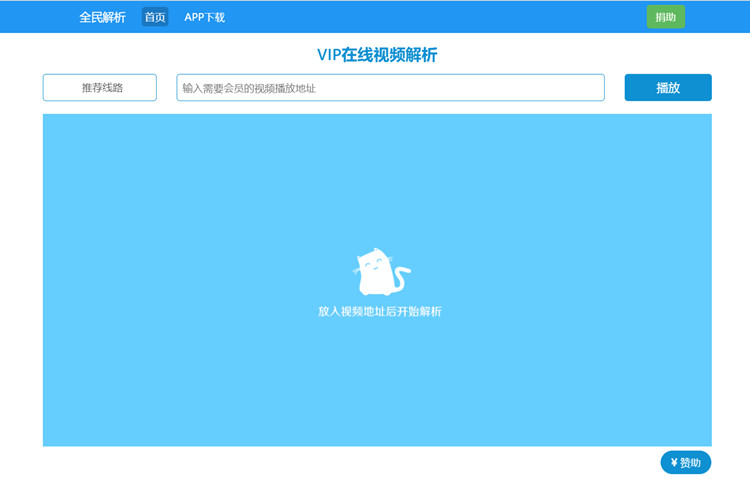 全民解析 首页 APP下载 捐助
VIP在线视频解析
推荐线路 输入需要会员的视频播放地址 播放
放入视频地址后开始解析
¥ 赞助